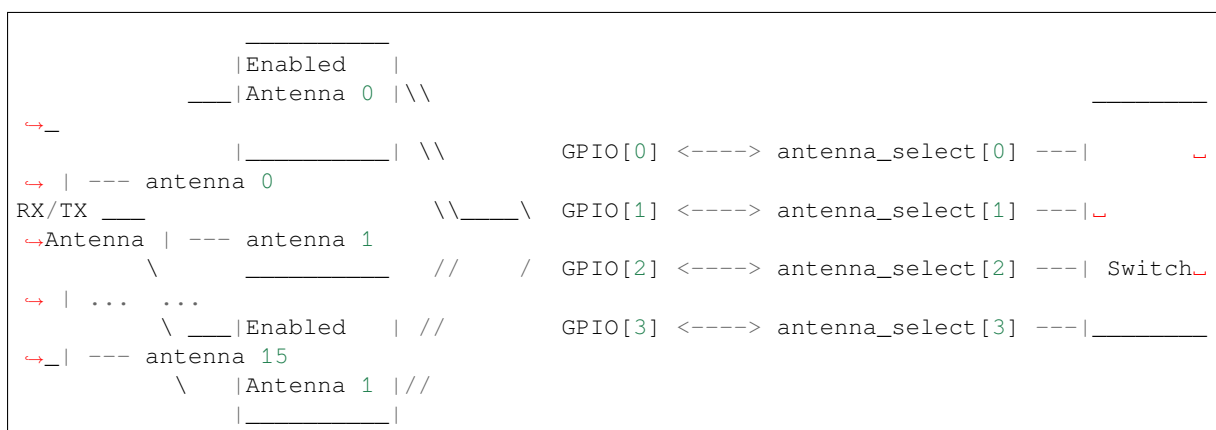 __________
                   |Enabled   |
               ___|Antenna 0 |\\                                               ________
↪_
                   |__________| \\         GPIO[0] <----> antenna_select[0] ---|       ␣
↪ | --- antenna 0
RX/TX ___                        \\____\  GPIO[1] <----> antenna_select[1] ---|␣
↪Antenna | --- antenna 1
           \      __________   //     /  GPIO[2] <----> antenna_select[2] ---| Switch␣
↪ | ...  ...
            \ ___|Enabled   | //         GPIO[3] <----> antenna_select[3] ---|________
↪_| --- antenna 15
             \   |Antenna 1 |//
                 |__________|